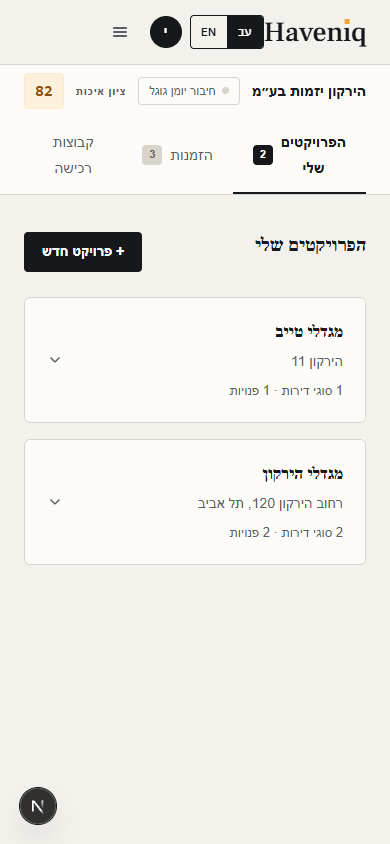 Haveniq
עב EN
י
הירקון יזמות בע״מ
חיבור יומן גוגל
ציון איכות 82
הפרויקטים שלי 2
הזמנות 3
קבוצות רכישה
הפרויקטים שלי
+ פרויקט חדש
מגדלי טייב
הירקון 11
1 סוגי דירות · 1 פנויות
מגדלי הירקון
רחוב הירקון 120, תל אביב
2 סוגי דירות · 2 פנויות
N